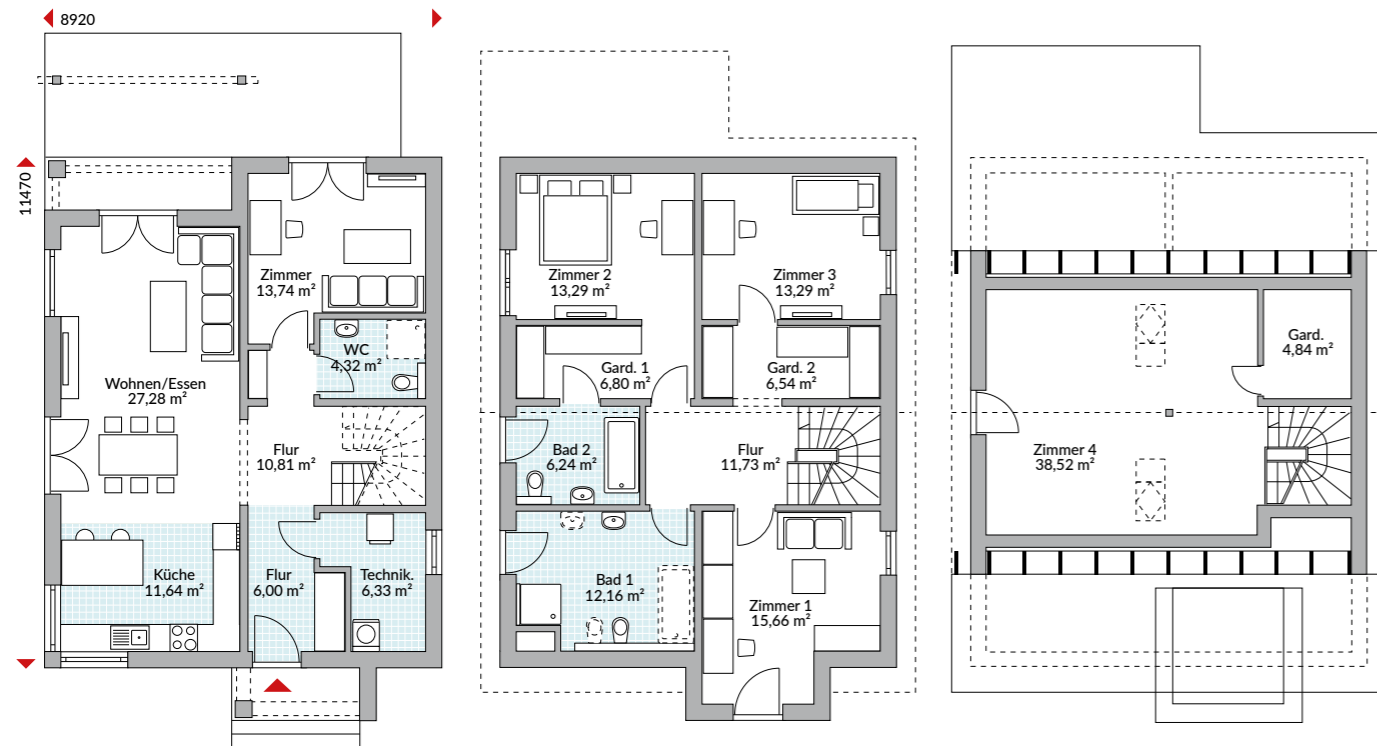 8920
11470
Zimmer
13,74 m²
WC
4,32 m²
Wohnen/Essen
27,28 m²
Flur
10,81 m²
Küche
11,64 m²
Flur
6,00 m²
Technik.
6,33 m²
Zimmer 2
13,29 m²
Zimmer 3
13,29 m²
Gard. 1
6,80 m²
Gard. 2
6,54 m²
Bad 2
6,24 m²
Flur
11,73 m²
Bad 1
12,16 m²
Zimmer 1
15,66 m²
Gard.
4,84 m²
Zimmer 4
38,52 m²